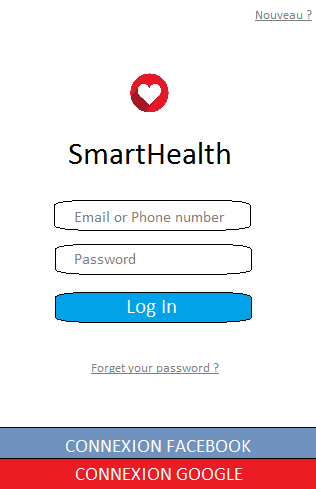 Nouveau ?
SmartHealth
Email or Phone number
Password
Log In
Forget your password ?
CONNEXION FACEBOOK
CONNEXION GOOGLE